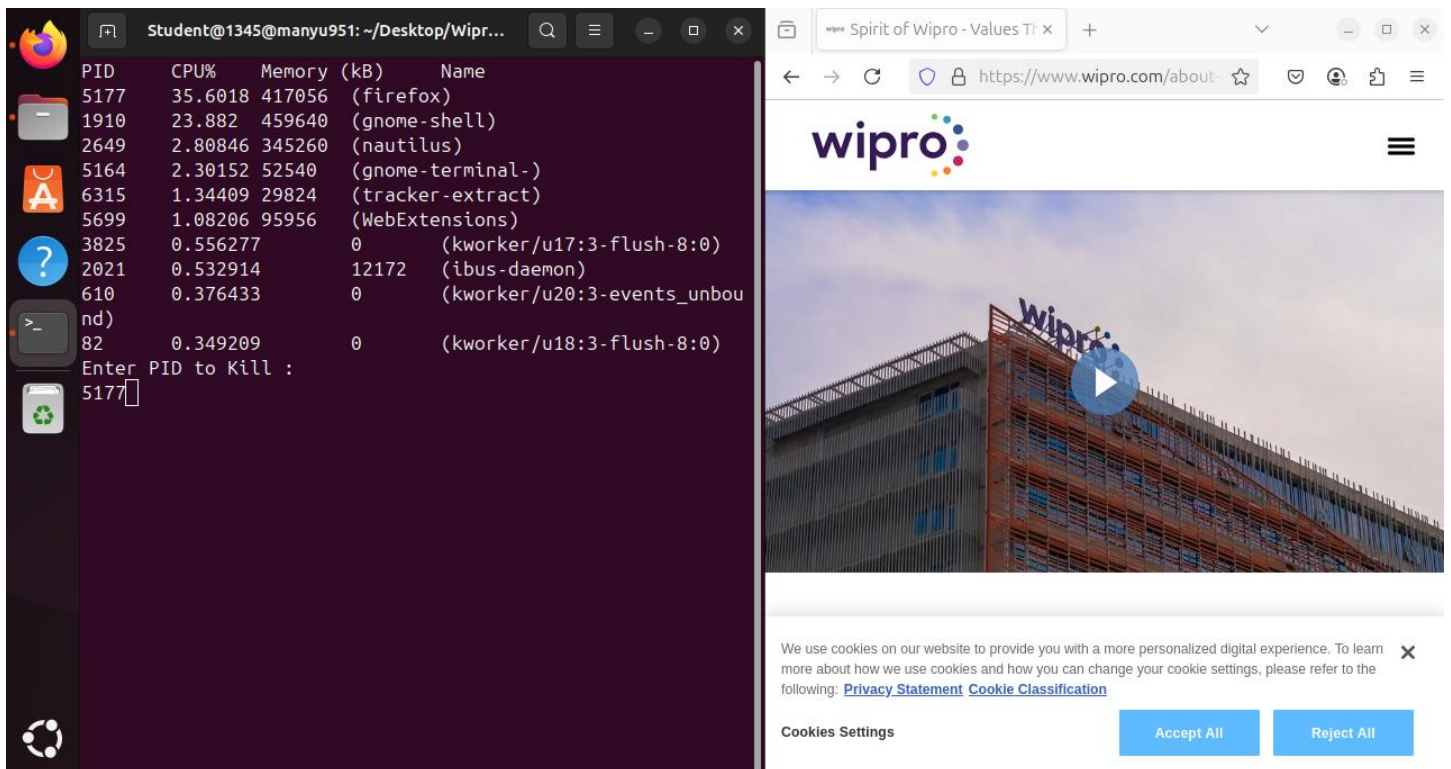 Student@1345@manyu951: ~/Desktop/Wipr...
PID CPU% Memory (kB) Name
5177 35.6018 417056 (firefox)
1910 23.882 459640 (gnome-shell)
2649 2.80846 345260 (nautilus)
5164 2.30152 52540 (gnome-terminal-)
6315 1.34409 29824 (tracker-extract)
5699 1.08206 95956 (WebExtensions)
3825 0.556277 0 (kworker/u17:3-flush-8:0)
2021 0.532914 12172 (ibus-daemon)
610 0.376433 0 (kworker/u20:3-events_unbou
nd)
82 0.349209 0 (kworker/u18:3-flush-8:0)
Enter PID to Kill :
5177
wipro Spirit of Wipro - Values Th
https://www.wipro.com/about-
wipro
wipro
We use cookies on our website to provide you with a more personalized digital experience. To learn
more about how we use cookies and how you can change your cookie settings, please refer to the
following: Privacy Statement Cookie Classification
Cookies Settings
Accept All
Reject All